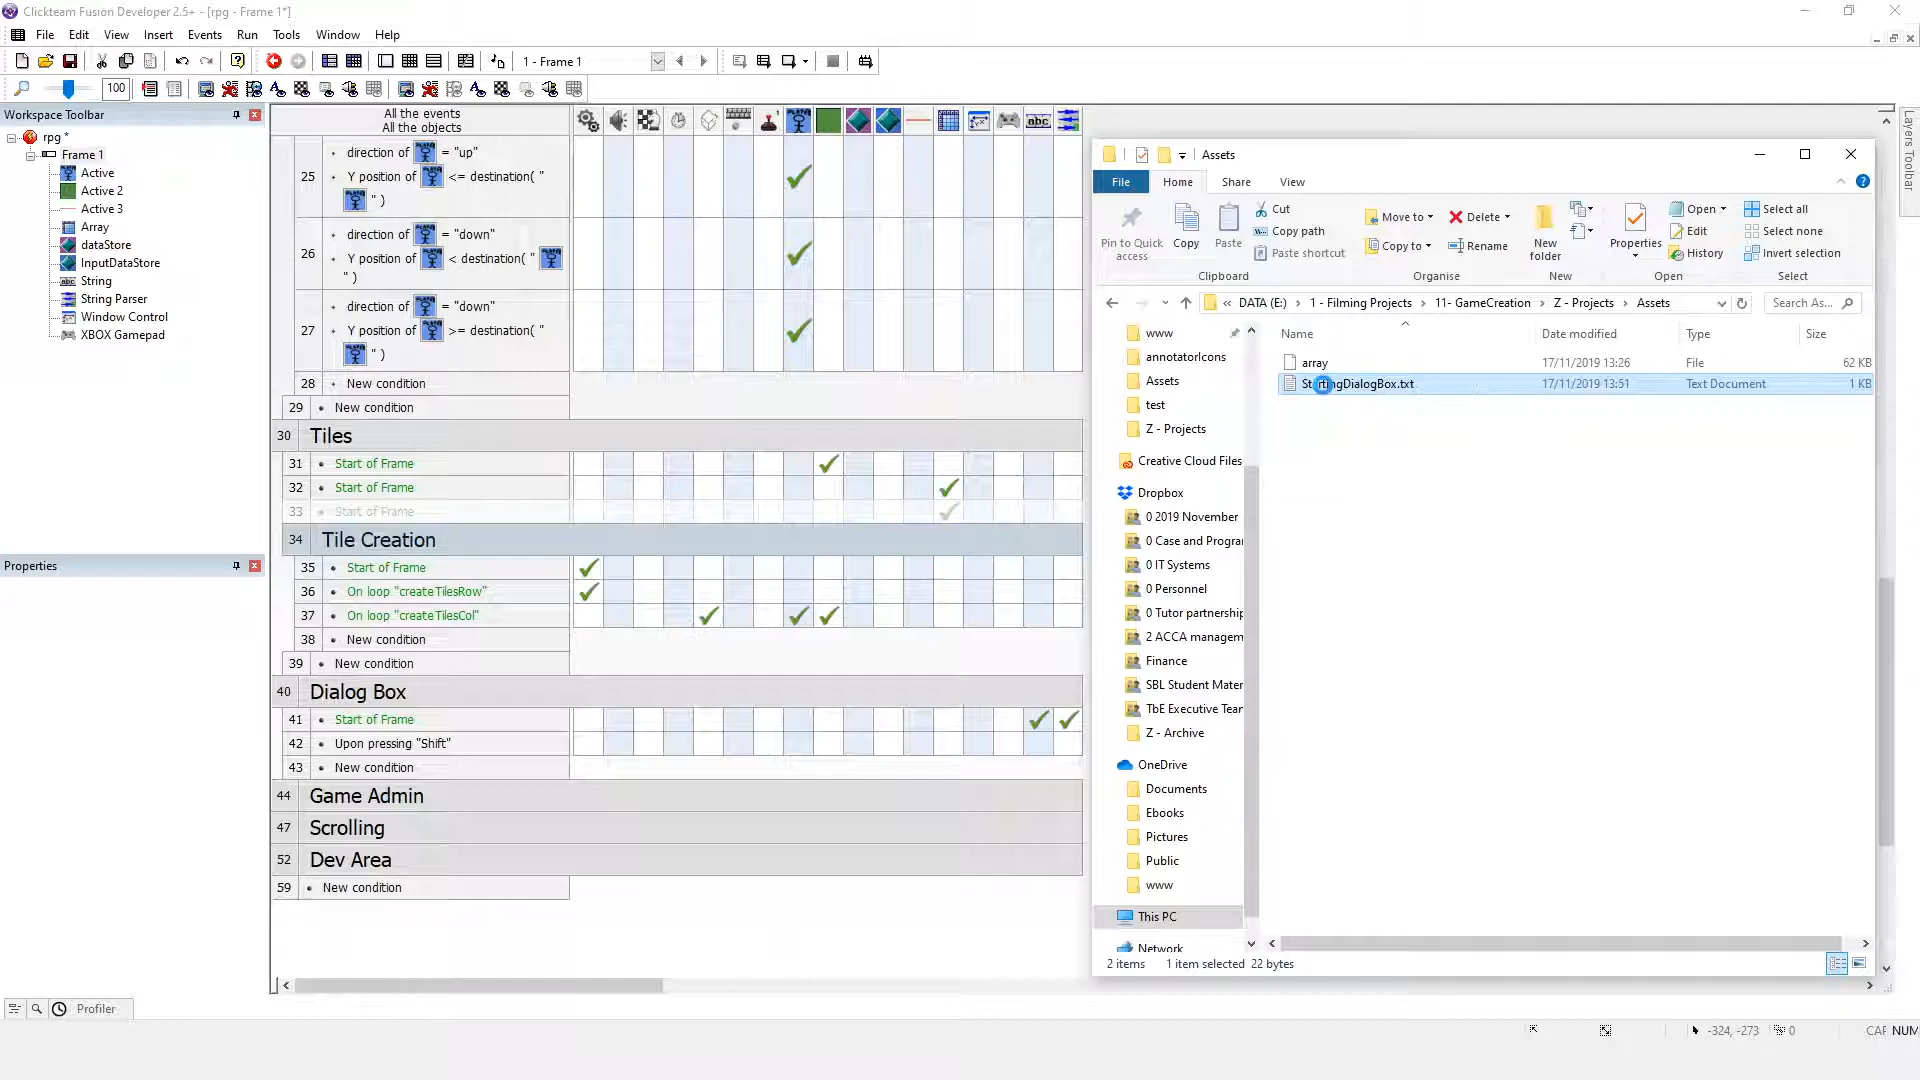 Clickteam Fusion Developer 2.5+ - [rpg - Frame 1*]
File Edit View Insert Events Run Tools Window Help
1 - Frame 1
100
Workspace Toolbar
rpg *
Frame 1
Active
Active 2
Active 3
Array
dataStore
InputDataStore
String
String Parser
Window Control
XBOX Gamepad
Properties
All the events
All the objects
abc
25
direction of = "up"
Y position of <= destination( "
" )
26
direction of = "down"
Y position of < destination( "
" )
27
direction of = "down"
Y position of >= destination( "
" )
28 New condition
29 New condition
30 Tiles
31 Start of Frame
32 Start of Frame
33 Start of Frame
34 Tile Creation
35 Start of Frame
36 On loop "createTilesRow"
37 On loop "createTilesCol"
38 New condition
39 New condition
40 Dialog Box
41 Start of Frame
42 Upon pressing "Shift"
43 New condition
44 Game Admin
47 Scrolling
52 Dev Area
59 New condition
Profiler
Assets
File Home Share View
Pin to Quick access
Copy
Paste
Cut
Copy path
Paste shortcut
Clipboard
Move to
Copy to
Delete
Rename
Organise
New folder
New
Properties
Open
Edit
History
Open
Select all
Select none
Invert selection
Select
« DATA (E:) > 1 - Filming Projects > 11- GameCreation > Z - Projects > Assets
Search As...
www
annotatorIcons
Assets
test
Z - Projects
Creative Cloud Files
Dropbox
0 2019 November
0 Case and Progra
0 IT Systems
0 Personnel
0 Tutor partnership
2 ACCA managem
Finance
SBL Student Mater
TbE Executive Tear
Z - Archive
OneDrive
Documents
Ebooks
Pictures
Public
www
This PC
Network
Name Date modified Type Size
array 17/11/2019 13:26 File 62 KB
StartingDialogBox.txt 17/11/2019 13:51 Text Document 1 KB
2 items 1 item selected 22 bytes
Layers Toolbar
-324, -273
0
CAP NUM